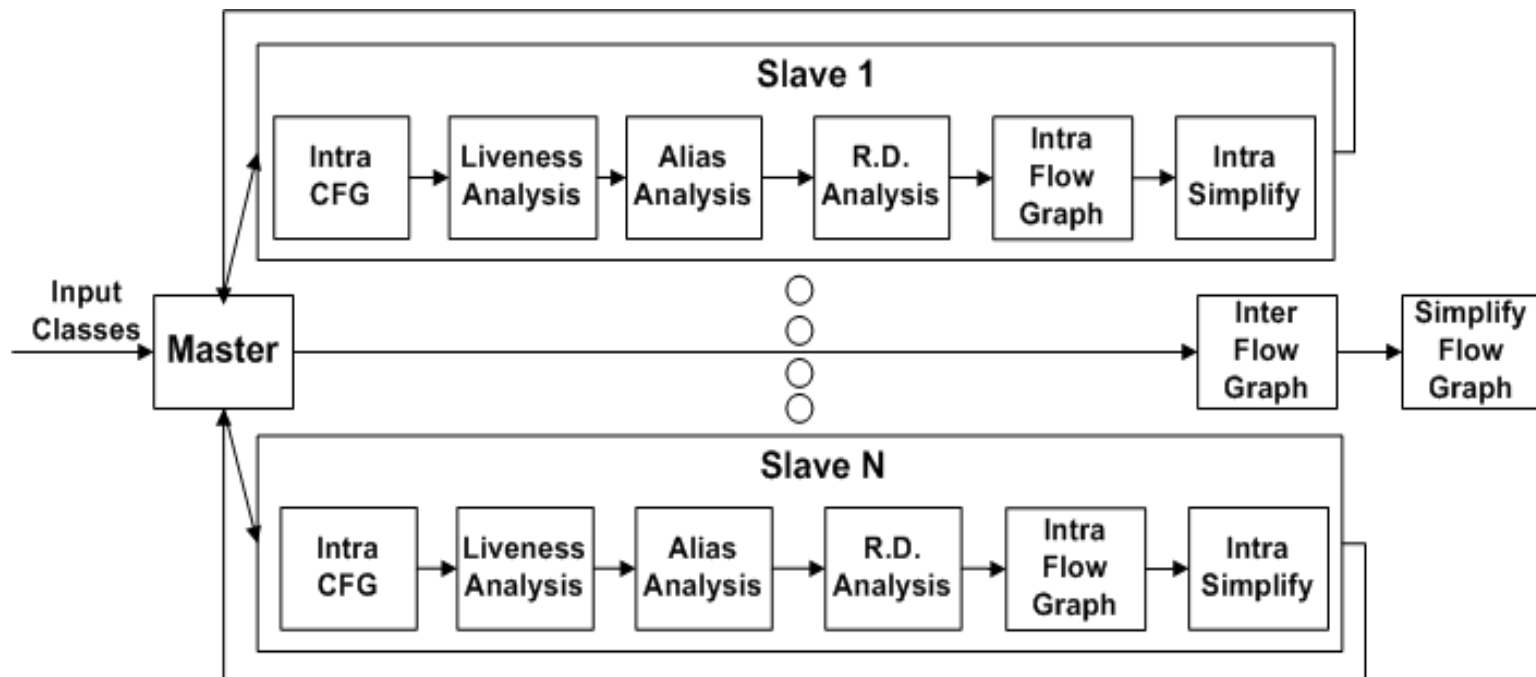 Slave 1
Intra
CFG
Liveness
Analysis
Alias
Analysis
R.D.
Analysis
Intra
Flow
Graph
Intra
Simplify
Input
Classes
Master
Inter
Flow
Graph
Simplify
Flow
Graph
Slave N
Intra
CFG
Liveness
Analysis
Alias
Analysis
R.D.
Analysis
Intra
Flow
Graph
Intra
Simplify